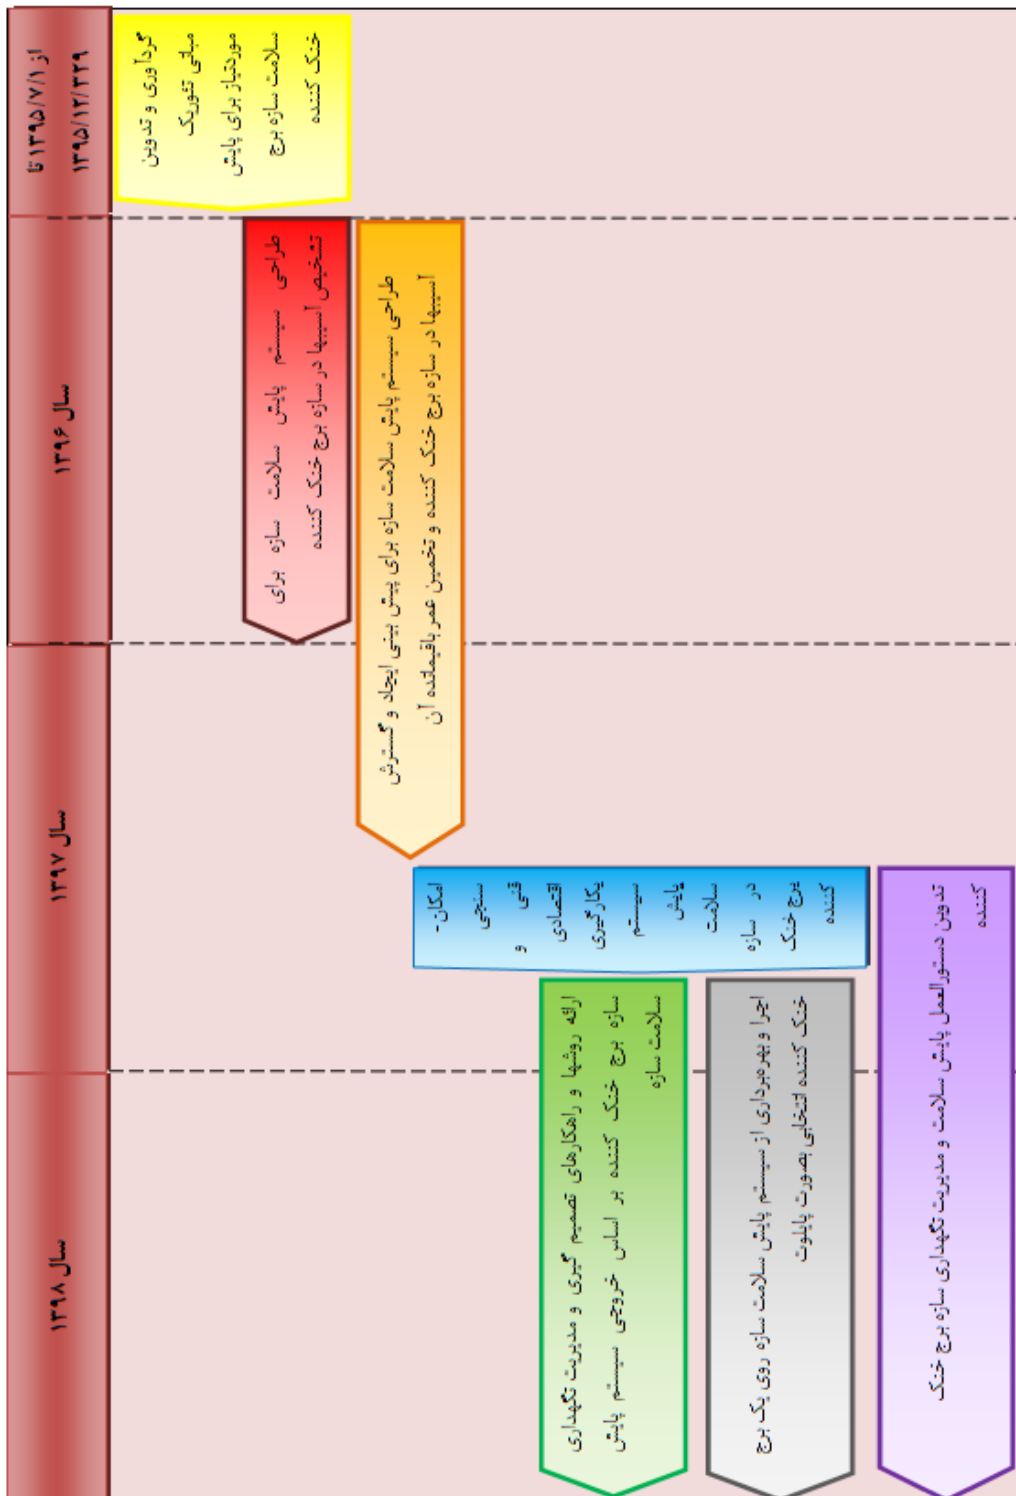 از ۱۳۹۵/۷/۱ تا
۱۳۹۵/۱۲/۳۲۹
سال ۱۳۹۶
سال ۱۳۹۷
سال ۱۳۹۸
گردآوری و تدوین
مبانی تئوریک
موردنیاز برای پایش
سلامت سازه برج
خنک کننده
طراحی سیستم پایش سلامت سازه برای
تشخیص آسیبها در سازه برج خنک کننده
طراحی سیستم پایش سلامت سازه برای پیش بینی ایجاد و گسترش
آسیبها در سازه برج خنک کننده و تخمین عمر باقیمانده آن
امکان-
سنجی
فنی و
اقتصادی
بکارگیری
سیستم
پایش
سلامت
سازه
در
برج خنک
کننده
ارائه روشها و راهکارهای تصمیم گیری و مدیریت نگهداری
سازه برج خنک کننده بر اساس خروجی سیستم پایش
سلامت سازه
اجرا و بهره‌برداری از سیستم پایش سلامت سازه روی یک برج
خنک کننده انتخابی بصورت پایلوت
تدوین دستورالعمل پایش سلامت و مدیریت نگهداری سازه برج خنک
کننده